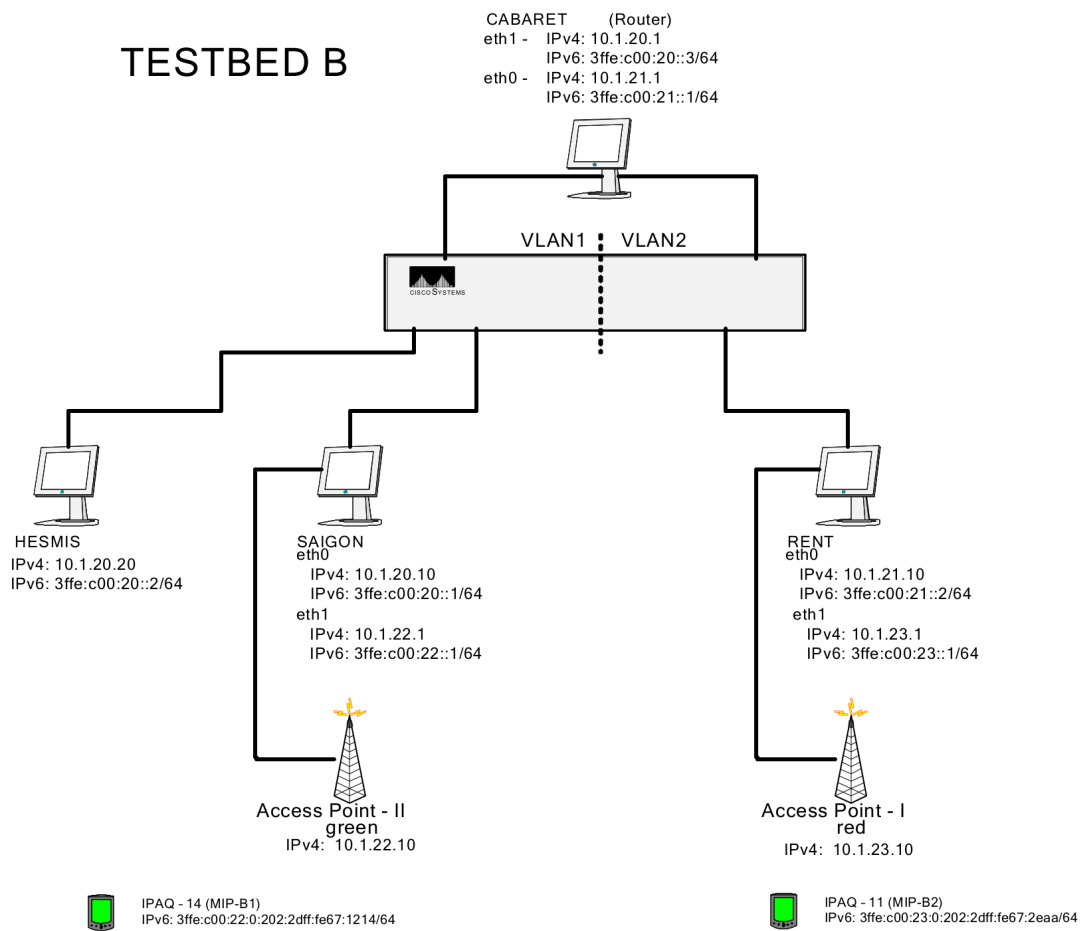 TESTBED B
CABARET (Router)
eth1 - IPv4: 10.1.20.1
IPv6: 3ffe:c00:20::3/64
eth0 - IPv4: 10.1.21.1
IPv6: 3ffe:c00:21::1/64
VLAN1 VLAN2
CISCO SYSTEMS
HESMIS
IPv4: 10.1.20.20
IPv6: 3ffe:c00:20::2/64
SAIGON
eth0
IPv4: 10.1.20.10
IPv6: 3ffe:c00:20::1/64
eth1
IPv4: 10.1.22.1
IPv6: 3ffe:c00:22::1/64
RENT
eth0
IPv4: 10.1.21.10
IPv6: 3ffe:c00:21::2/64
eth1
IPv4: 10.1.23.1
IPv6: 3ffe:c00:23::1/64
Access Point - II
green
IPv4: 10.1.22.10
Access Point - I
red
IPv4: 10.1.23.10
IPAQ - 14 (MIP-B1)
IPv6: 3ffe:c00:22:0:202:2dff:fe67:1214/64
IPAQ - 11 (MIP-B2)
IPv6: 3ffe:c00:23:0:202:2dff:fe67:2eaa/64